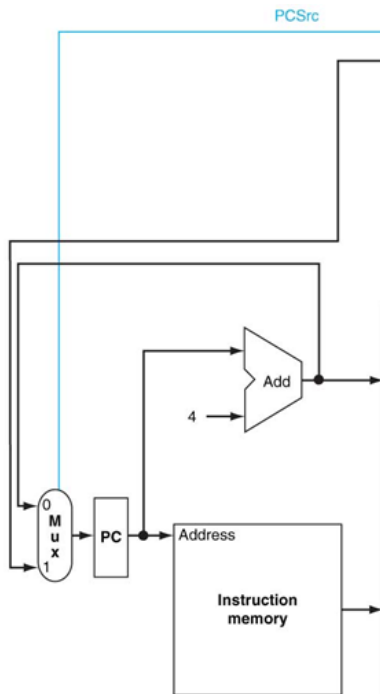 PCSrc
Add
4
0
M
u
x
1
PC
Address
Instruction
memory